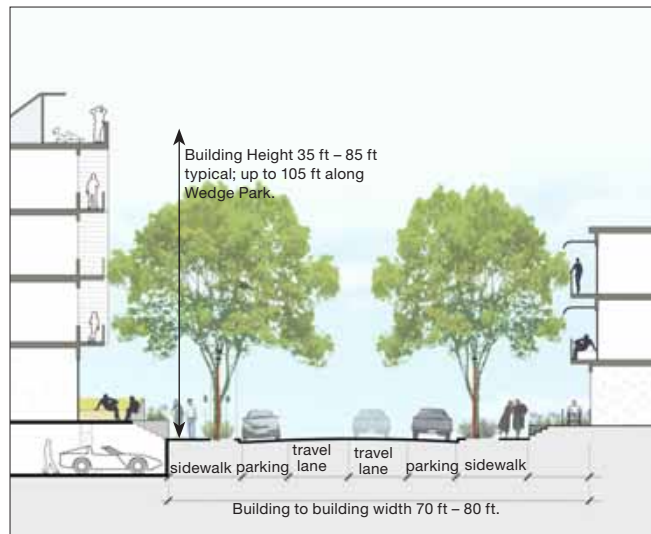 Building Height 35 ft – 85 ft
typical; up to 105 ft along
Wedge Park.
sidewalk
parking
travel
lane
travel
lane
parking
sidewalk
Building to building width 70 ft – 80 ft.